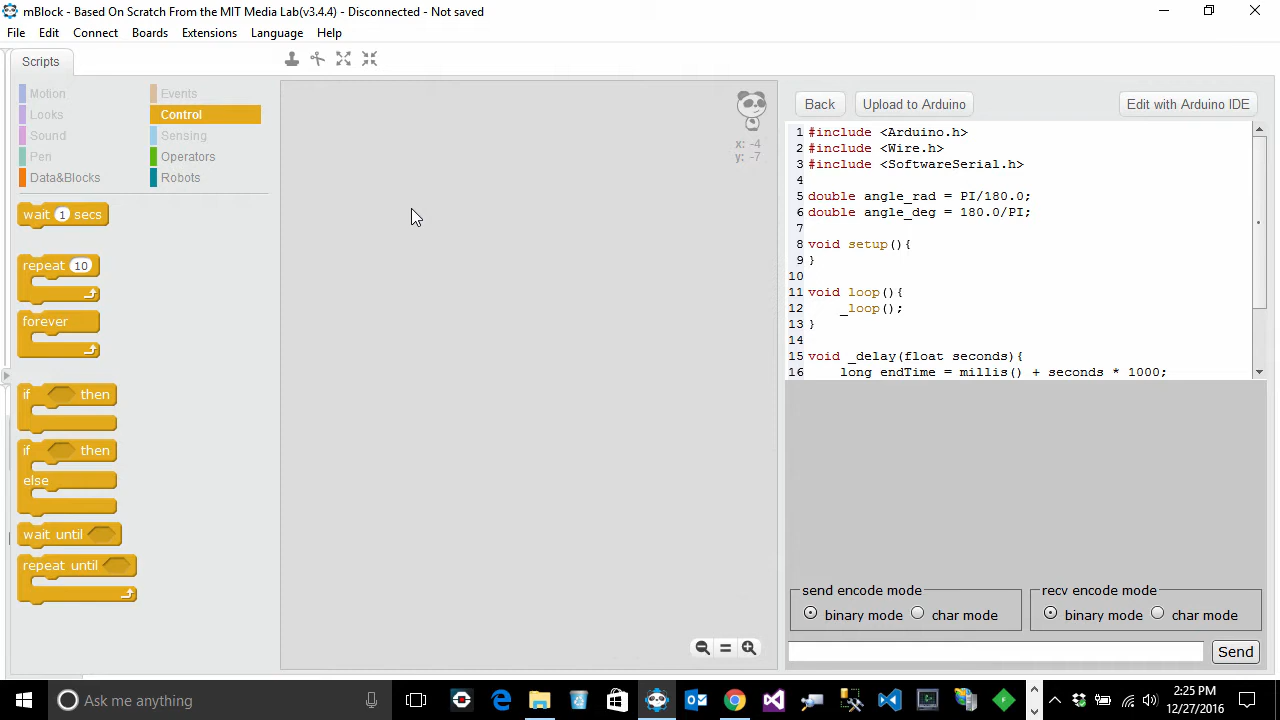 mBlock - Based On Scratch From the MIT Media Lab(v3.4.4) - Disconnected - Not saved
File Edit Connect Boards Extensions Language Help
Scripts
Motion Events
Looks Control
Sound Sensing
Pen Operators
Data&Blocks Robots
wait 1 secs
repeat 10
forever
if then
if then
else
wait until
repeat until
x: -4
y: -7
Back Upload to Arduino Edit with Arduino IDE
1 #include <Arduino.h>
2 #include <Wire.h>
3 #include <SoftwareSerial.h>
4
5 double angle_rad = PI/180.0;
6 double angle_deg = 180.0/PI;
7
8 void setup(){
9 }
10
11 void loop(){
12 _loop();
13 }
14
15 void _delay(float seconds){
16 long endTime = millis() + seconds * 1000;
send encode mode recv encode mode
binary mode char mode binary mode char mode
Send
Ask me anything
2:25 PM
12/27/2016